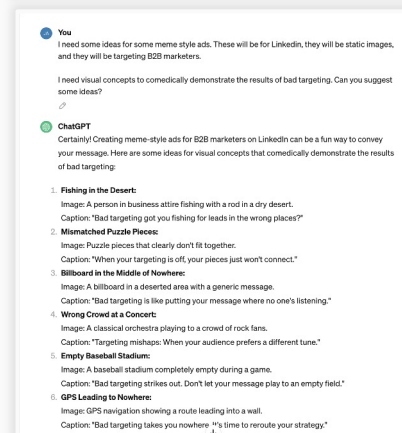 You
I need some ideas for some meme style ads. These will be for Linkedin, they will be static images,
and they will be targeting B2B marketers.
I need visual concepts to comedically demonstrate the results of bad targeting. Can you suggest
some ideas?
ChatGPT
Certainly! Creating meme-style ads for B2B marketers on LinkedIn can be a fun way to convey
your message. Here are some ideas for visual concepts that comedically demonstrate the results
of bad targeting:
1. Fishing in the Desert:
Image: A person in business attire fishing with a rod in a dry desert.
Caption: "Bad targeting got you fishing for leads in the wrong places?"
2. Mismatched Puzzle Pieces:
Image: Puzzle pieces that clearly don't fit together.
Caption: "When your targeting is off, your pieces just won't connect."
3. Billboard in the Middle of Nowhere:
Image: A billboard in a deserted area with a generic message.
Caption: "Bad targeting is like putting your message where no one's listening."
4. Wrong Crowd at a Concert:
Image: A classical orchestra playing to a crowd of rock fans.
Caption: "Targeting mishaps: When your audience prefers a different tune."
5. Empty Baseball Stadium:
Image: A baseball stadium completely empty during a game.
Caption: "Bad targeting strikes out. Don't let your message play to an empty field."
6. GPS Leading to Nowhere:
Image: GPS navigation showing a route leading into a wall.
Caption: "Bad targeting takes you nowhere 's time to reroute your strategy."